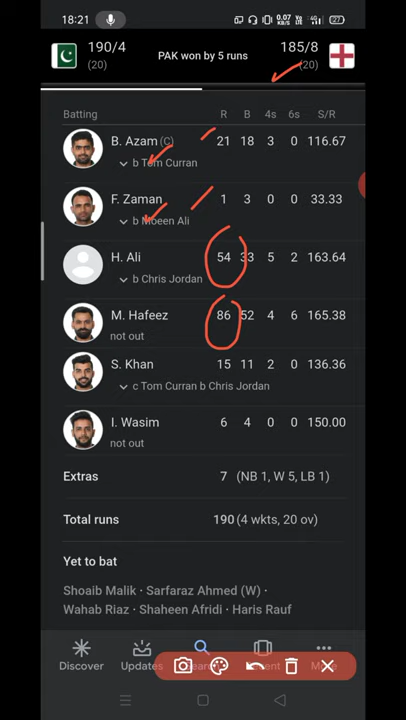 18:21
0.07
27
190/4
(20)
PAK won by 5 runs
185/8
(20)
Batting R B 4s 6s S/R
B. Azam (C) 21 18 3 0 116.67
b Tom Curran
F. Zaman 1 3 0 0 33.33
b Moeen Ali
H. Ali 54 33 5 2 163.64
b Chris Jordan
M. Hafeez 86 52 4 6 165.38
not out
S. Khan 15 11 2 0 136.36
c Tom Curran b Chris Jordan
I. Wasim 6 4 0 0 150.00
not out
Extras 7 (NB 1, W 5, LB 1)
Total runs 190 (4 wkts, 20 ov)
Yet to bat
Shoaib Malik · Sarfaraz Ahmed (W) ·
Wahab Riaz · Shaheen Afridi · Haris Rauf
Discover Updates